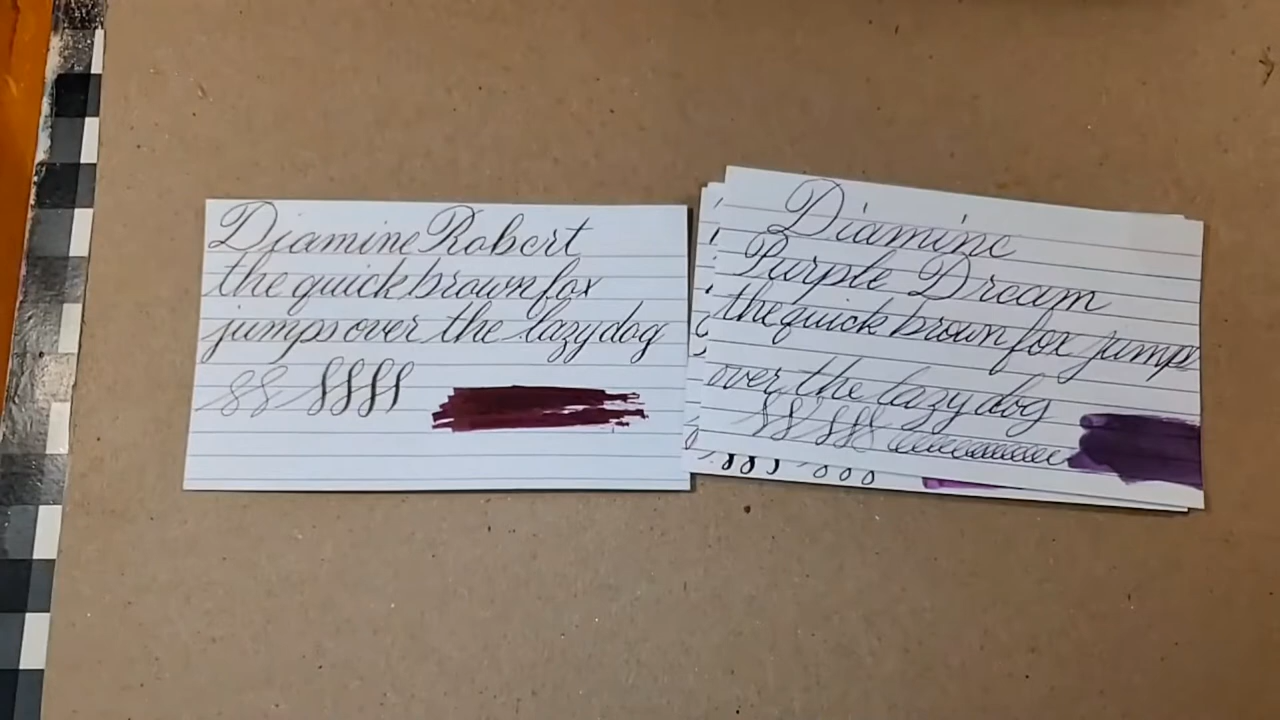 Diamine Robert
the quick brown fox
jumps over the lazy dog
Diamine
Purple Dream
the quick brown fox jumps
over the lazy dog